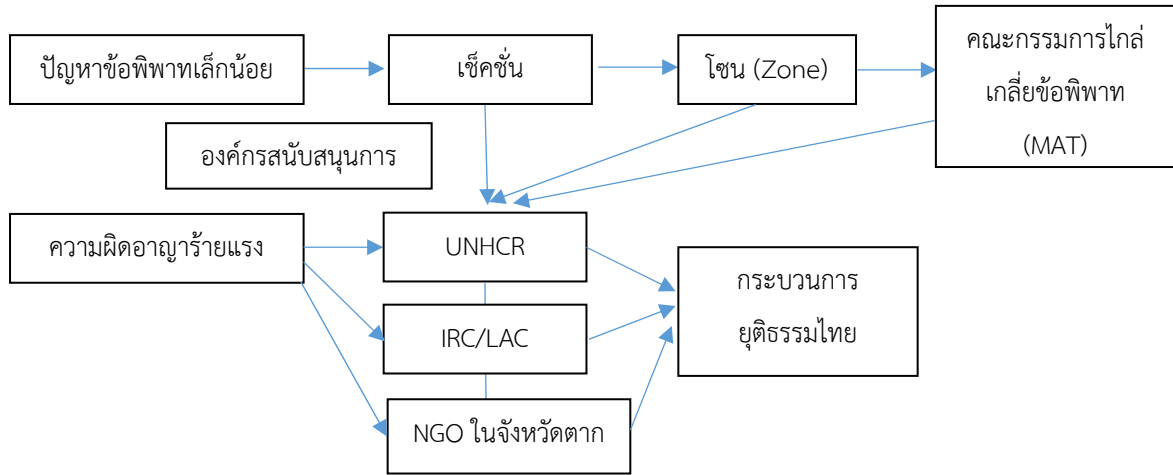 ปัญหาข้อพิพาทเล็กน้อย
เช็คชั่น
โซน (Zone)
คณะกรรมการไกล่
เกลี่ยข้อพิพาท
(MAT)
องค์กรสนับสนุนการ
ความผิดอาญาร้ายแรง
UNHCR
กระบวนการ
ยุติธรรมไทย
IRC/LAC
NGO ในจังหวัดตาก